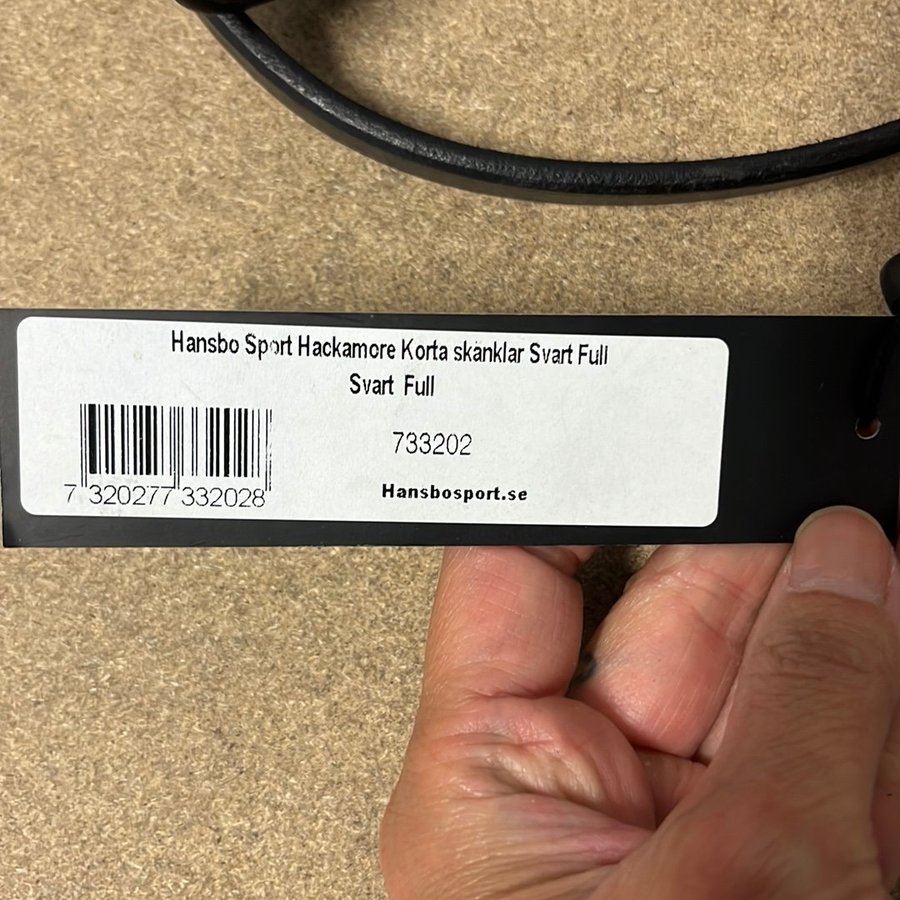 Hansbo Sport Hackamore Korta skänklar Svart Full
Svart Full
733202
7 320277 332028
Hansbosport.se